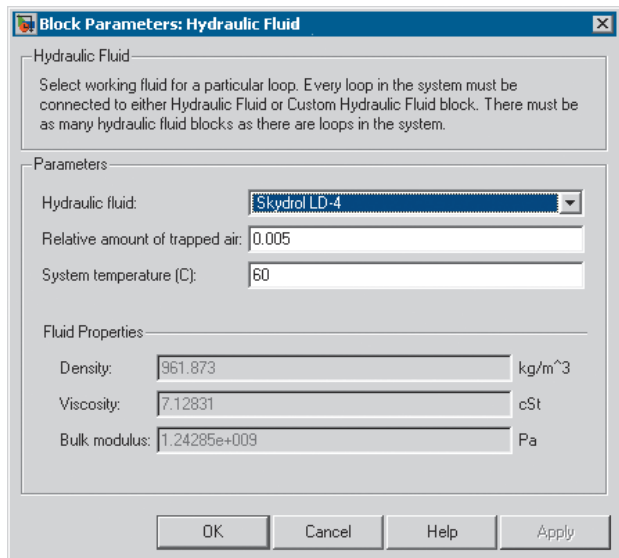 Block Parameters: Hydraulic Fluid
Hydraulic Fluid
Select working fluid for a particular loop. Every loop in the system must be
connected to either Hydraulic Fluid or Custom Hydraulic Fluid block. There must be
as many hydraulic fluid blocks as there are loops in the system.
Parameters
Hydraulic fluid: Skydrol LD-4
Relative amount of trapped air: 0.005
System temperature (C): 60
Fluid Properties
Density: 961.873 kg/m^3
Viscosity: 7.12831 cSt
Bulk modulus: 1.24285e+009 Pa
OK Cancel Help Apply